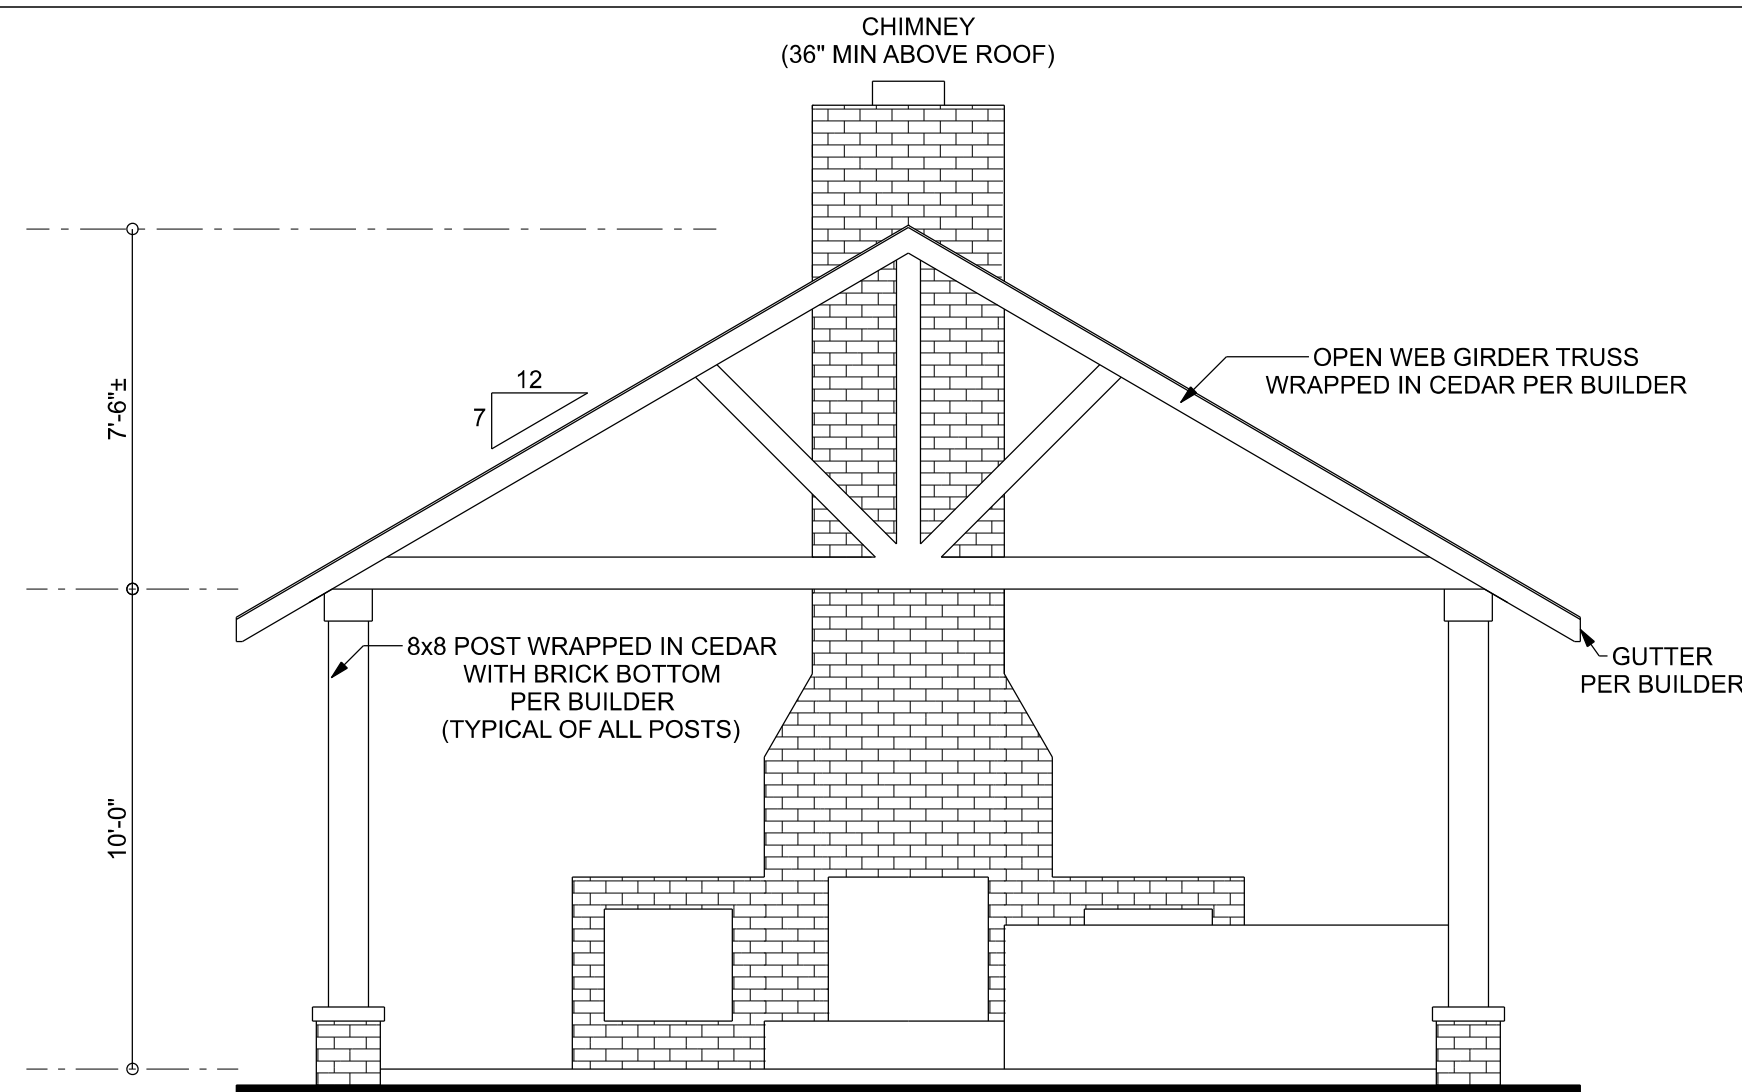 CHIMNEY
(36" MIN ABOVE ROOF)
12
7
7'-6"±
OPEN WEB GIRDER TRUSS
WRAPPED IN CEDAR PER BUILDER
8x8 POST WRAPPED IN CEDAR
WITH BRICK BOTTOM
PER BUILDER
(TYPICAL OF ALL POSTS)
GUTTER
PER BUILDER
10'-0"